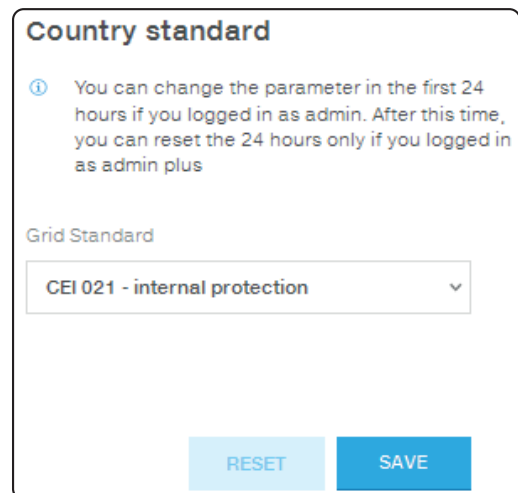 Country standard
You can change the parameter in the first 24
hours if you logged in as admin. After this time,
you can reset the 24 hours only if you logged in
as admin plus
Grid Standard
CEI 021 - internal protection
RESET
SAVE